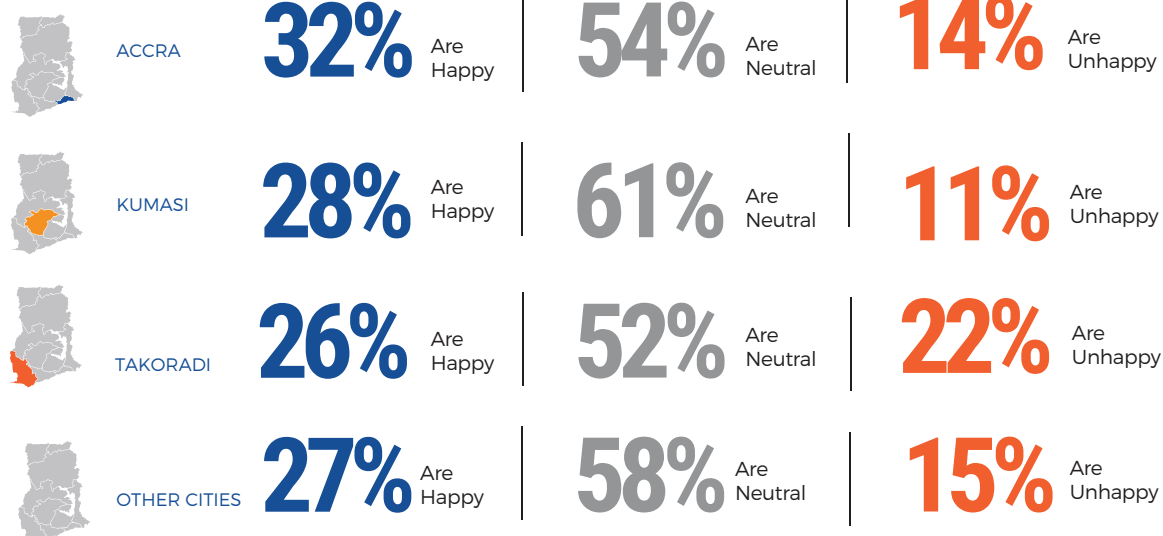 ACCRA
32%
Are
Happy
54%
Are
Neutral
14%
Are
Unhappy
KUMASI
28%
Are
Happy
61%
Are
Neutral
11%
Are
Unhappy
TAKORADI
26%
Are
Happy
52%
Are
Neutral
22%
Are
Unhappy
OTHER CITIES
27%
Are
Happy
58%
Are
Neutral
15%
Are
Unhappy